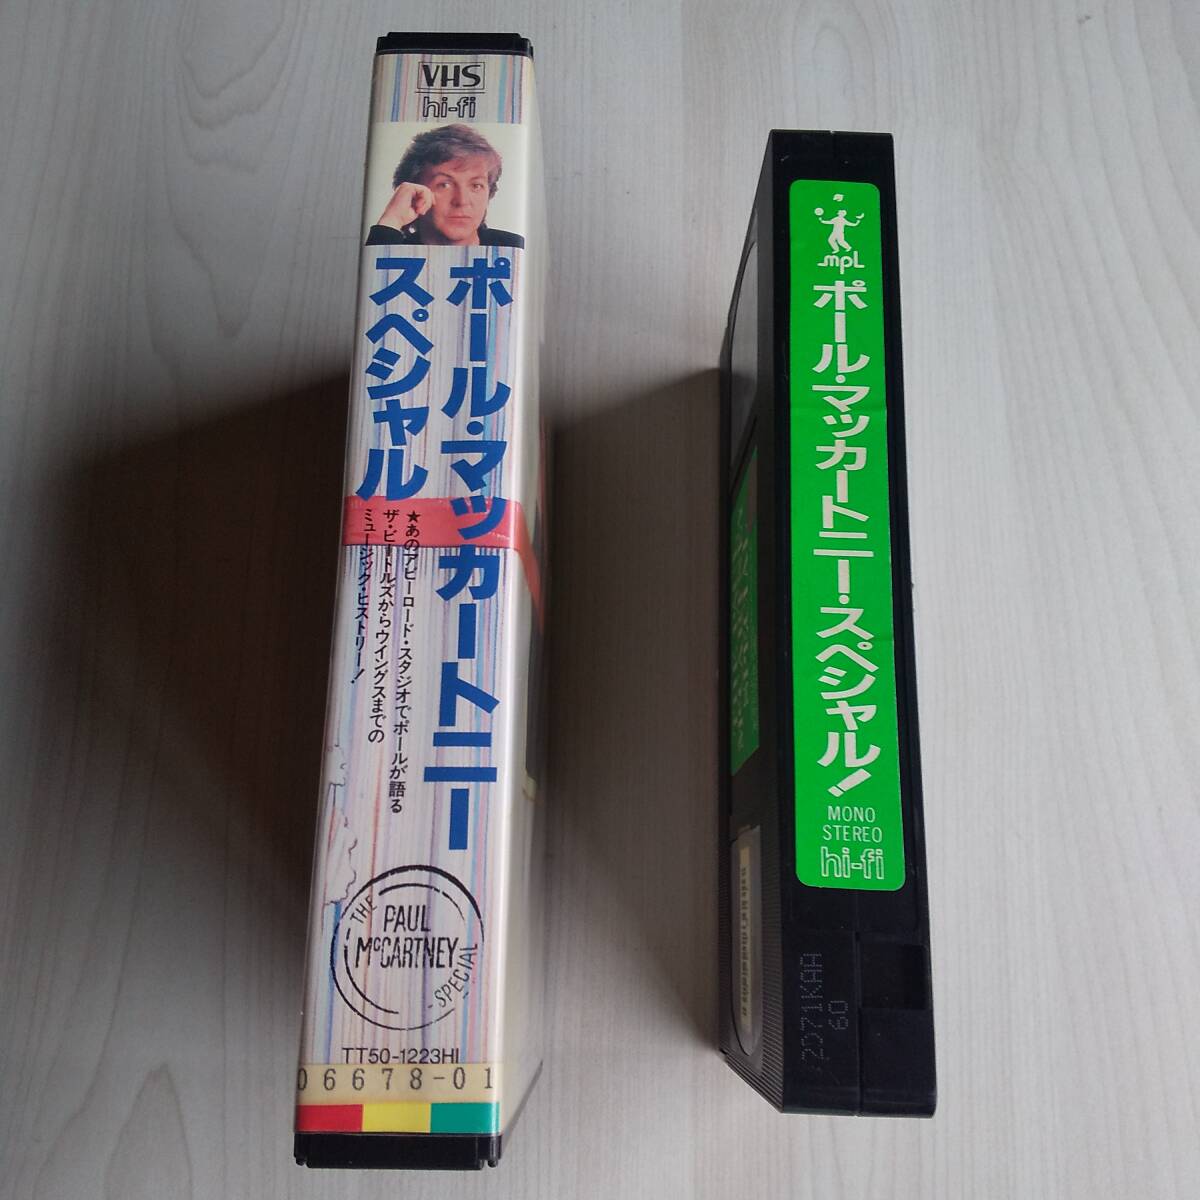 VHS
hi-fi
ポール・マッカートニー
スペシャル
★あのアビーロード・スタジオでポールが語る
ザ・ビートルズからウイングスまでの
ミュージック・ヒストリー!
THE
PAUL
McCARTNEY
SPECIAL
TT50-1223HI
06678-01
mpL
ポール・マッカートニー・スペシャル!
MONO
STEREO
hi-fi
2D71KAA
60